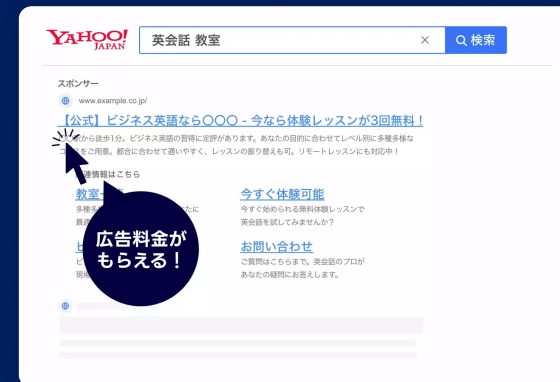 YAHOO!
JAPAN
英会話 教室
×
検索
スポンサー
www.example.co.jp/
【公式】ビジネス英語なら〇〇〇 - 今なら体験レッスンが3回無料!
から徒歩1分。ビジネス英語の習得に定評があります。あなたの目的に合わせてレベル別に多種多様な
をご用意。都合に合わせて通いやすく、レッスンの振り替えも可。リモートレッスンにも対応中!
連情報はこちら
教室
今すぐ体験可能
多種多
たに
今すぐ始められる無料体験レッスンで
最
英会話を試してみませんか?
広告料金が
もらえる!
お問い合わせ
ビ
ご質問はこちらまで。英会話のプロが
現場
あなたの疑問にお答えします。